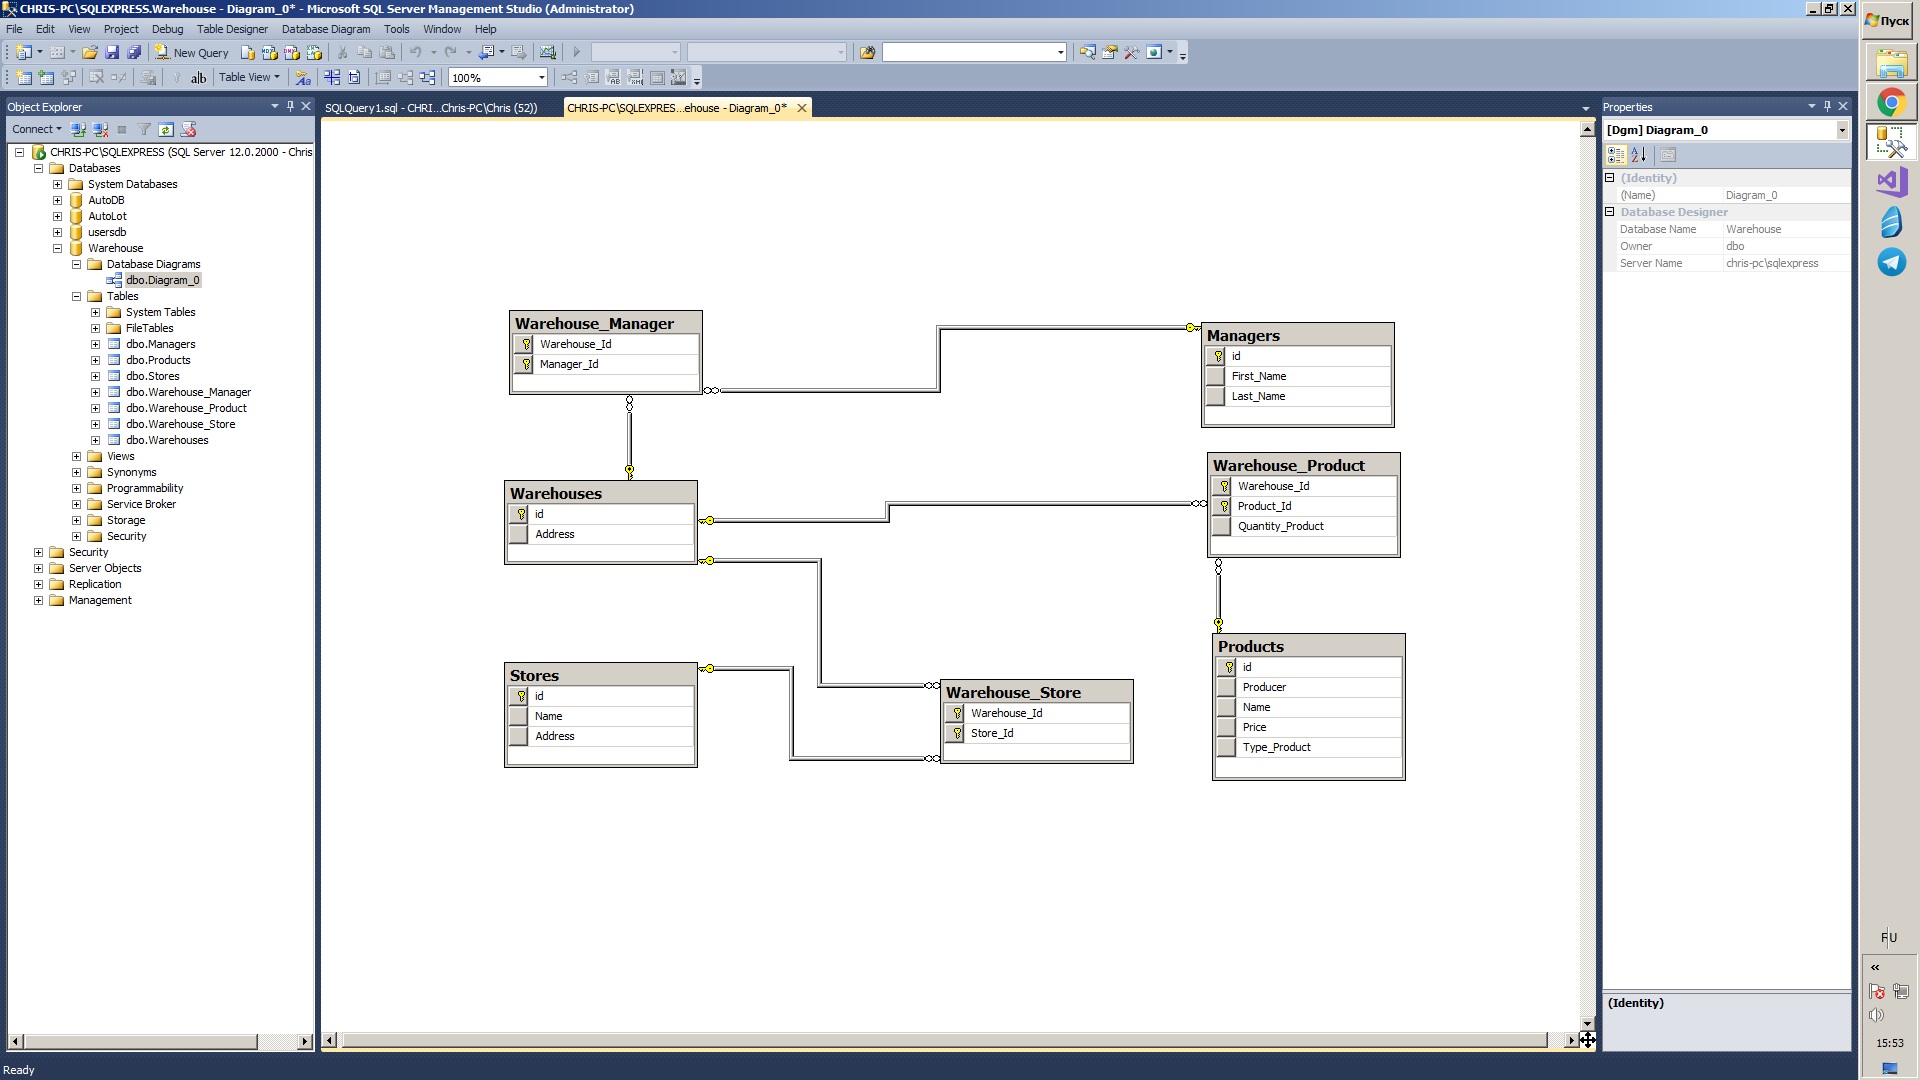 CHRIS-PC\SQLEXPRESS.Warehouse - Diagram_0* - Microsoft SQL Server Management Studio (Administrator)
File Edit View Project Debug Table Designer Database Diagram Tools Window Help
New Query
Table View 100%
Object Explorer
Connect
CHRIS-PC\SQLEXPRESS (SQL Server 12.0.2000 - Chris
Databases
System Databases
AutoDB
AutoLot
usersdb
Warehouse
Database Diagrams
dbo.Diagram_0
Tables
System Tables
FileTables
dbo.Managers
dbo.Products
dbo.Stores
dbo.Warehouse_Manager
dbo.Warehouse_Product
dbo.Warehouse_Store
dbo.Warehouses
Views
Synonyms
Programmability
Service Broker
Storage
Security
Security
Server Objects
Replication
Management
SQLQuery1.sql - CHRI...Chris-PC\Chris (52))
CHRIS-PC\SQLEXPRES...ehouse - Diagram_0*
Warehouse_Manager
Warehouse_Id
Manager_Id
Managers
id
First_Name
Last_Name
Warehouses
id
Address
Warehouse_Product
Warehouse_Id
Product_Id
Quantity_Product
Stores
id
Name
Address
Warehouse_Store
Warehouse_Id
Store_Id
Products
id
Producer
Name
Price
Type_Product
Properties
[Dgm] Diagram_0
(Identity)
(Name) Diagram_0
Database Designer
Database Name Warehouse
Owner dbo
Server Name chris-pc\sqlexpress
(Identity)
Пуск
RU
15:53
Ready